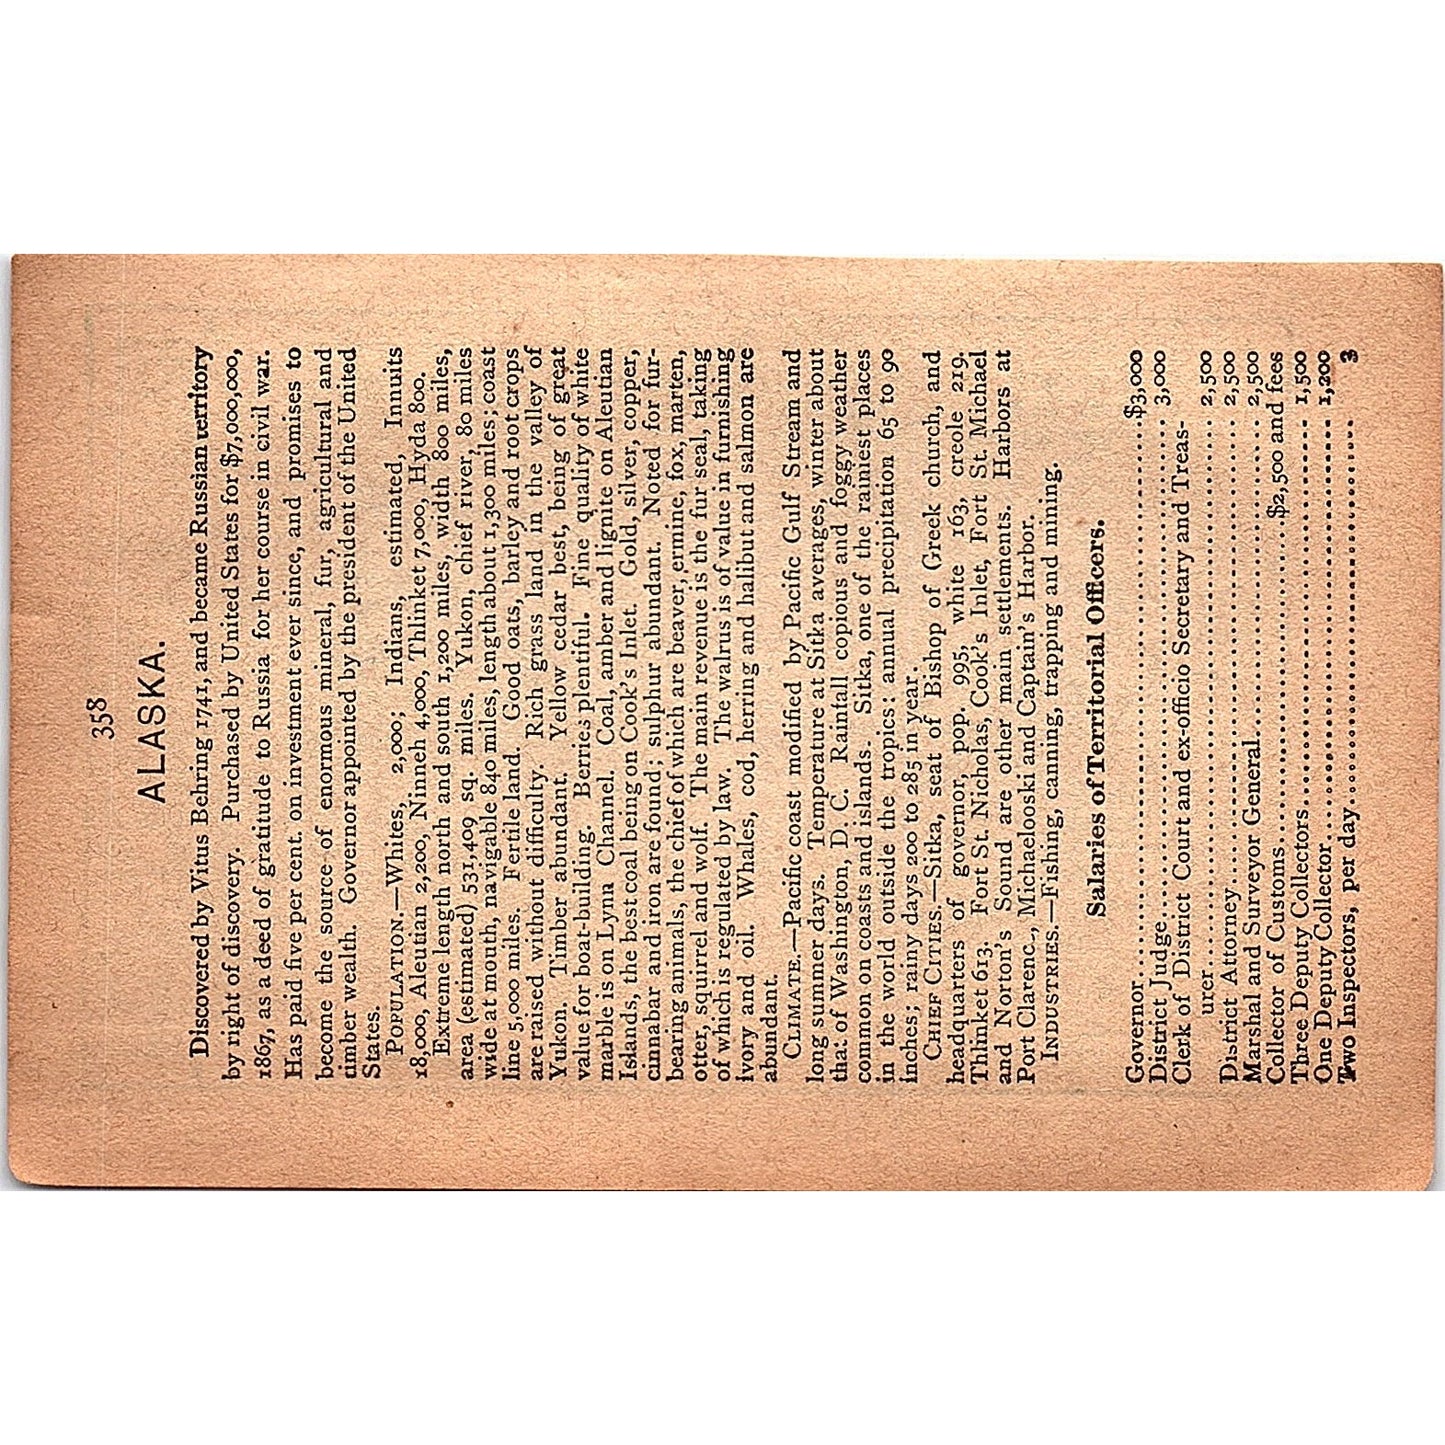 358
ALASKA.
Discovered by Vitus Behring 1741, and became Russian territory
by right of discovery. Purchased by United States for $7,000,000,
1867, as a deed of gratitude to Russia for her course in civil war.
Has paid five per cent. on investment ever since, and promises to
become the source of enormous mineral, fur, agricultural and
timber wealth. Governor appointed by the president of the United
States.
POPULATION.—Whites, 2,000; Indians, estimated, Innuits
18,000, Aleutian 2,200, Ninneh 4,000, Thlinket 7,000, Hyda 800.
Extreme length north and south 1,200 miles, width 800 miles,
area (estimated) 531,409 sq. miles. Yukon, chief river, 80 miles
wide at mouth, navigable 840 miles, length about 1,300 miles; coast
line 5,000 miles. Fertile land. Good oats, barley and root crops
are raised without difficulty. Rich grass land in the valley of
Yukon. Timber abundant. Yellow cedar best, being of great
value for boat-building. Berries plentiful. Fine quality of white
marble is on Lynn Channel. Coal, amber and lignite on Aleutian
Islands, the best coal being on Cook's Inlet. Gold, silver, copper,
cinnabar and iron are found; sulphur abundant. Noted for fur-
bearing animals, the chief of which are beaver, ermine, fox, marten,
otter, squirrel and wolf. The main revenue is the fur seal, taking
of which is regulated by law. The walrus is of value in furnishing
ivory and oil. Whales, cod, herring and halibut and salmon are
abundant.
CLIMATE.—Pacific coast modified by Pacific Gulf Stream and
long summer days. Temperature at Sitka averages, winter about
that of Washington, D. C. Rainfall copious and foggy weather
common on coasts and islands. Sitka, one of the rainiest places
in the world outside the tropics; annual precipitation 65 to 90
inches; rainy days 200 to 285 in year.
CHIEF CITIES.—Sitka, seat of Bishop of Greek church, and
headquarters of governor, pop. 995, white 163, creole 219.
Thlinket 613. Fort St. Nicholas, Cook's Inlet, Fort St. Michael
and Norton's Sound are other main settlements. Harbors at
Port Clarenc., Michaelooski and Captain's Harbor.
INDUSTRIES.—Fishing, canning, trapping and mining.
Salaries of Territorial Officers.
Governor..........$3,000
District Judge..........3,000
Clerk of District Court and ex-officio Secretary and Treas-
urer..........2,500
District Attorney..........2,500
Marshal and Surveyor General..........2,500
Collector of Customs..........$2,500 and fees
Three Deputy Collectors..........1,500
One Deputy Collector..........1,200
Two Inspectors, per day..........3